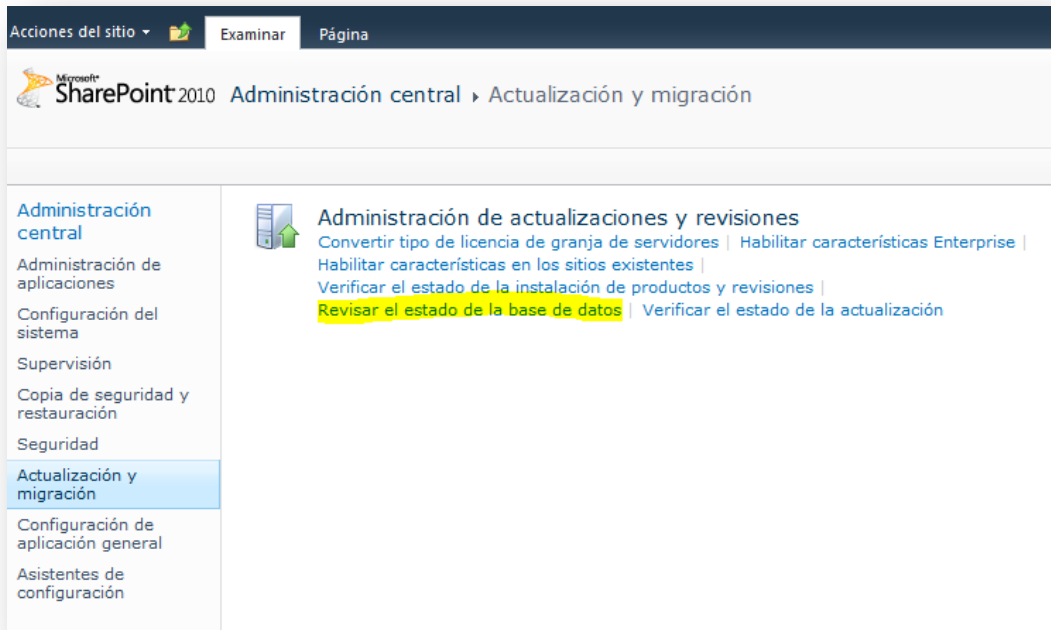 Acciones del sitio Examinar Página
Microsoft®
SharePoint 2010 Administración central Actualización y migración
Administración
central
Administración de
aplicaciones
Configuración del
sistema
Supervisión
Copia de seguridad y
restauración
Seguridad
Actualización y
migración
Configuración de
aplicación general
Asistentes de
configuración
Administración de actualizaciones y revisiones
Convertir tipo de licencia de granja de servidores | Habilitar características Enterprise |
Habilitar características en los sitios existentes |
Verificar el estado de la instalación de productos y revisiones |
Revisar el estado de la base de datos | Verificar el estado de la actualización